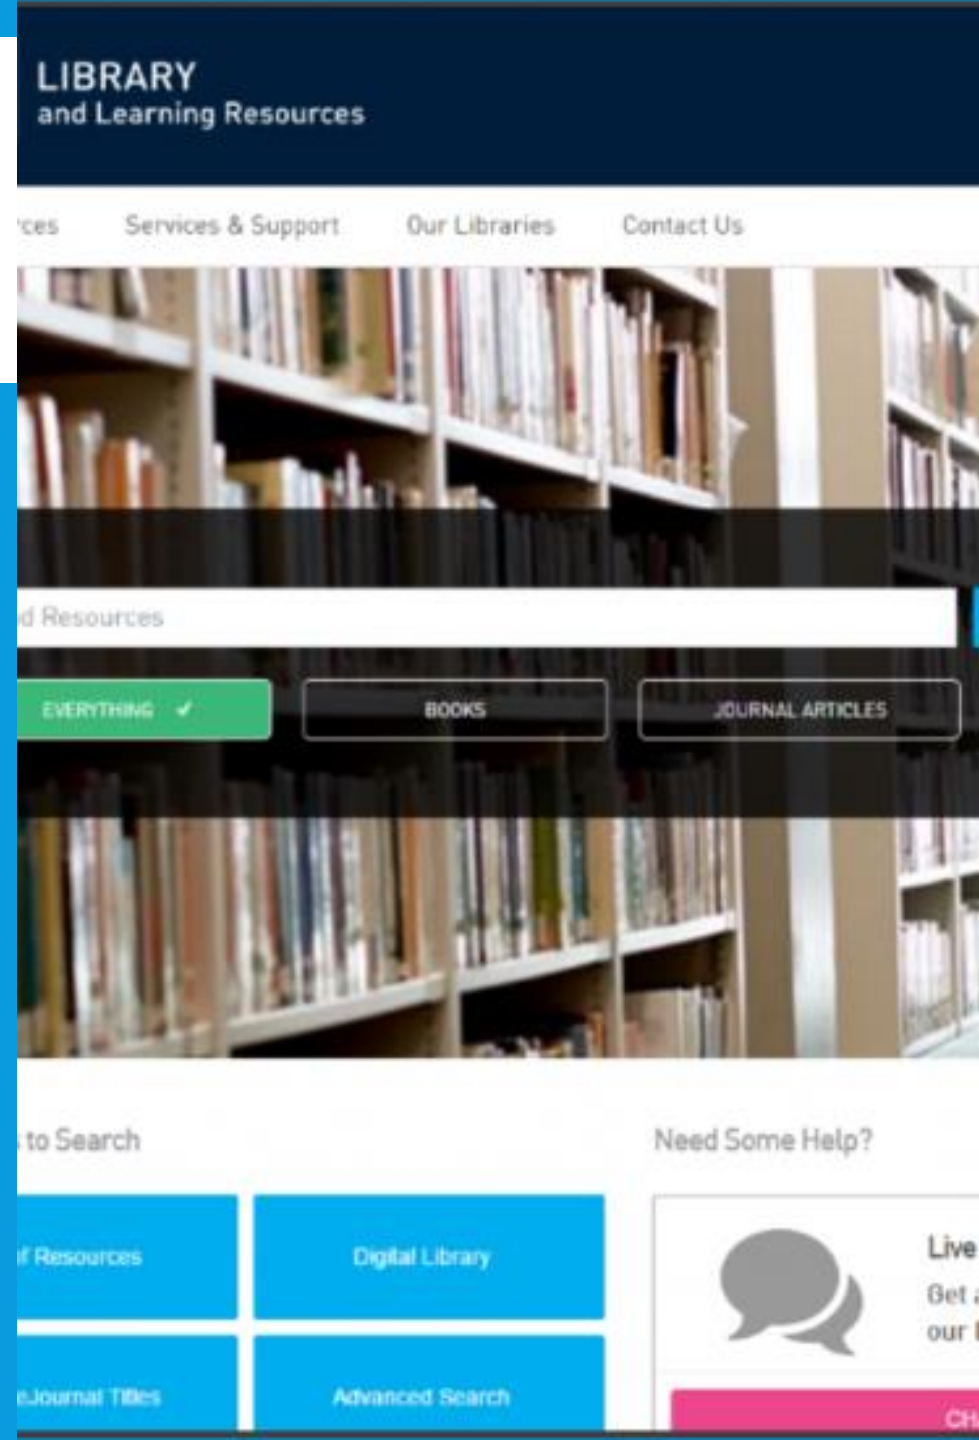 LIBRARY
and Learning Resources
Services & Support Our Libraries Contact Us
Resources
EVERYTHING BOOKS JOURNAL ARTICLES
to Search Need Some Help?
Resources Digital Library
Live
Get
our
eJournal Titles Advanced Search